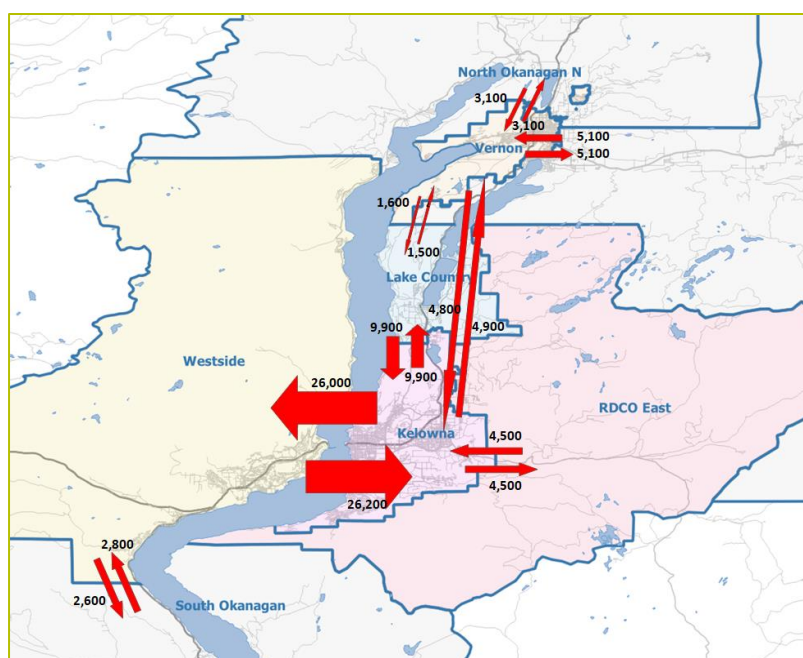 North Okanagan N
3,100
3,100
5,100
Vernon
5,100
1,600
1,500
Lake Country
4,800
4,900
9,900
9,900
Westside
26,000
RDCO East
Kelowna
4,500
4,500
26,200
2,800
2,600
South Okanagan